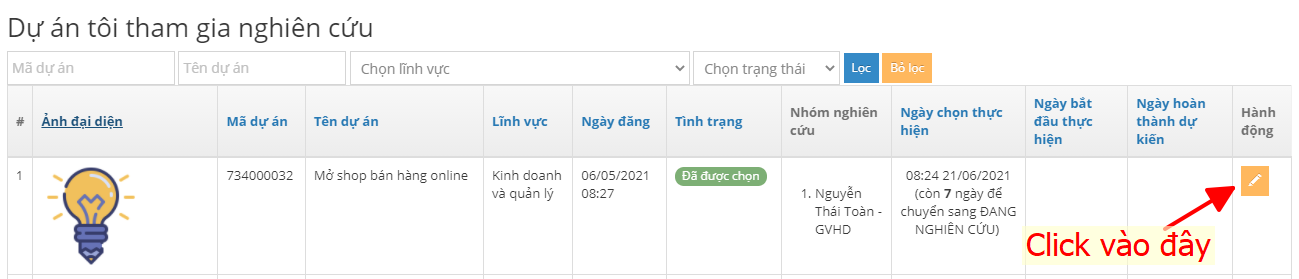 Dự án tôi tham gia nghiên cứu
Mã dự án Tên dự án Chọn lĩnh vực Chọn trạng thái Lọc Bỏ lọc
# Ảnh đại diện Mã dự án Tên dự án Lĩnh vực Ngày đăng Tình trạng Nhóm nghiên cứu Ngày chọn thực hiện Ngày bắt đầu thực hiện Ngày hoàn thành dự kiến Hành động
1 734000032 Mở shop bán hàng online Kinh doanh và quản lý 06/05/2021 08:27 Đã được chọn 1. Nguyễn Thái Toàn - GVHD 08:24 21/06/2021 (còn 7 ngày để chuyển sang ĐANG NGHIÊN CỨU)
Click vào đây